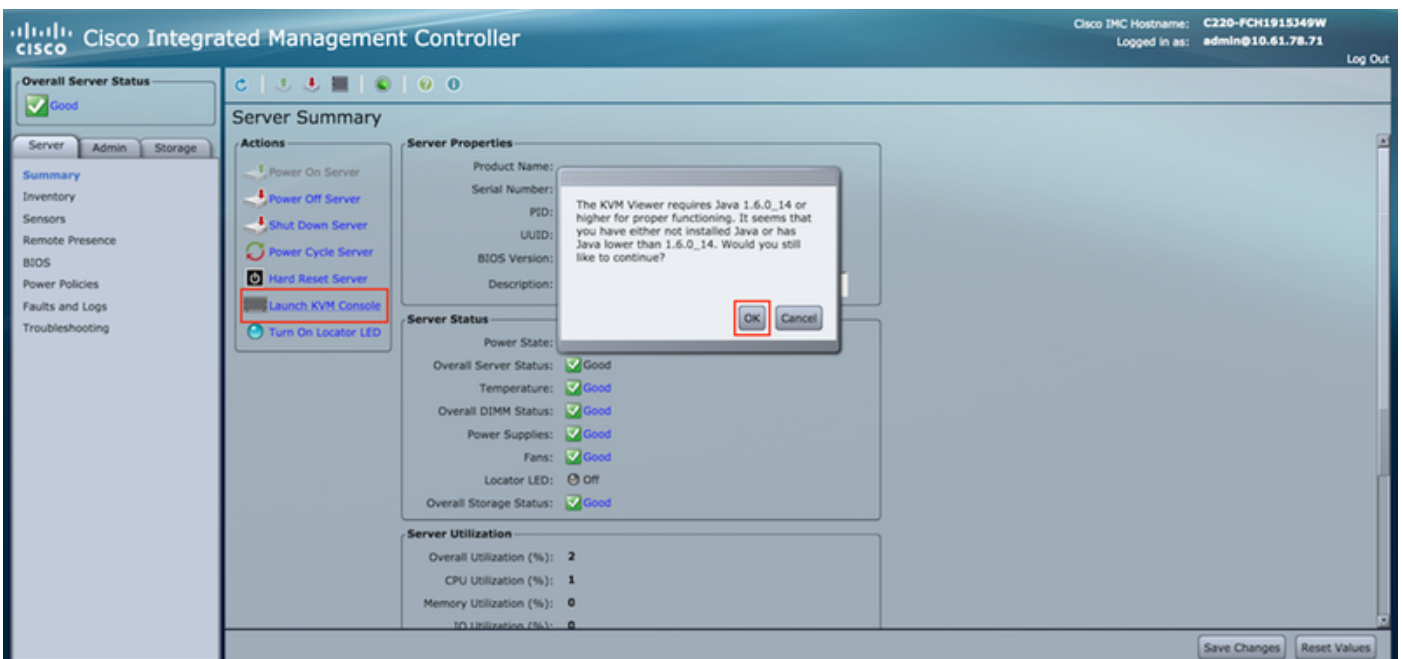 Cisco IMC Hostname: C220-FCH1915J49W
CISCO Cisco Integrated Management Controller
Logged in as: admin@10.61.78.71
Log Out
Overall Server Status
Good
Server Admin Storage
Summary
Inventory
Sensors
Remote Presence
BIOS
Power Policies
Faults and Logs
Troubleshooting
Server Summary
Actions
Power On Server
Power Off Server
Shut Down Server
Power Cycle Server
Hard Reset Server
Launch KVM Console
Turn On Locator LED
Server Properties
Product Name:
Serial Number:
PID:
UUID:
BIOS Version:
Description:
The KVM Viewer requires Java 1.6.0_14 or
higher for proper functioning. It seems that
you have either not installed Java or has
Java lower than 1.6.0_14. Would you still
like to continue?
OK Cancel
Server Status
Power State:
Overall Server Status: Good
Temperature: Good
Overall DIMM Status: Good
Power Supplies: Good
Fans: Good
Locator LED: Off
Overall Storage Status: Good
Server Utilization
Overall Utilization (%): 2
CPU Utilization (%): 1
Memory Utilization (%): 0
IO Utilization (%): 0
Save Changes Reset Values